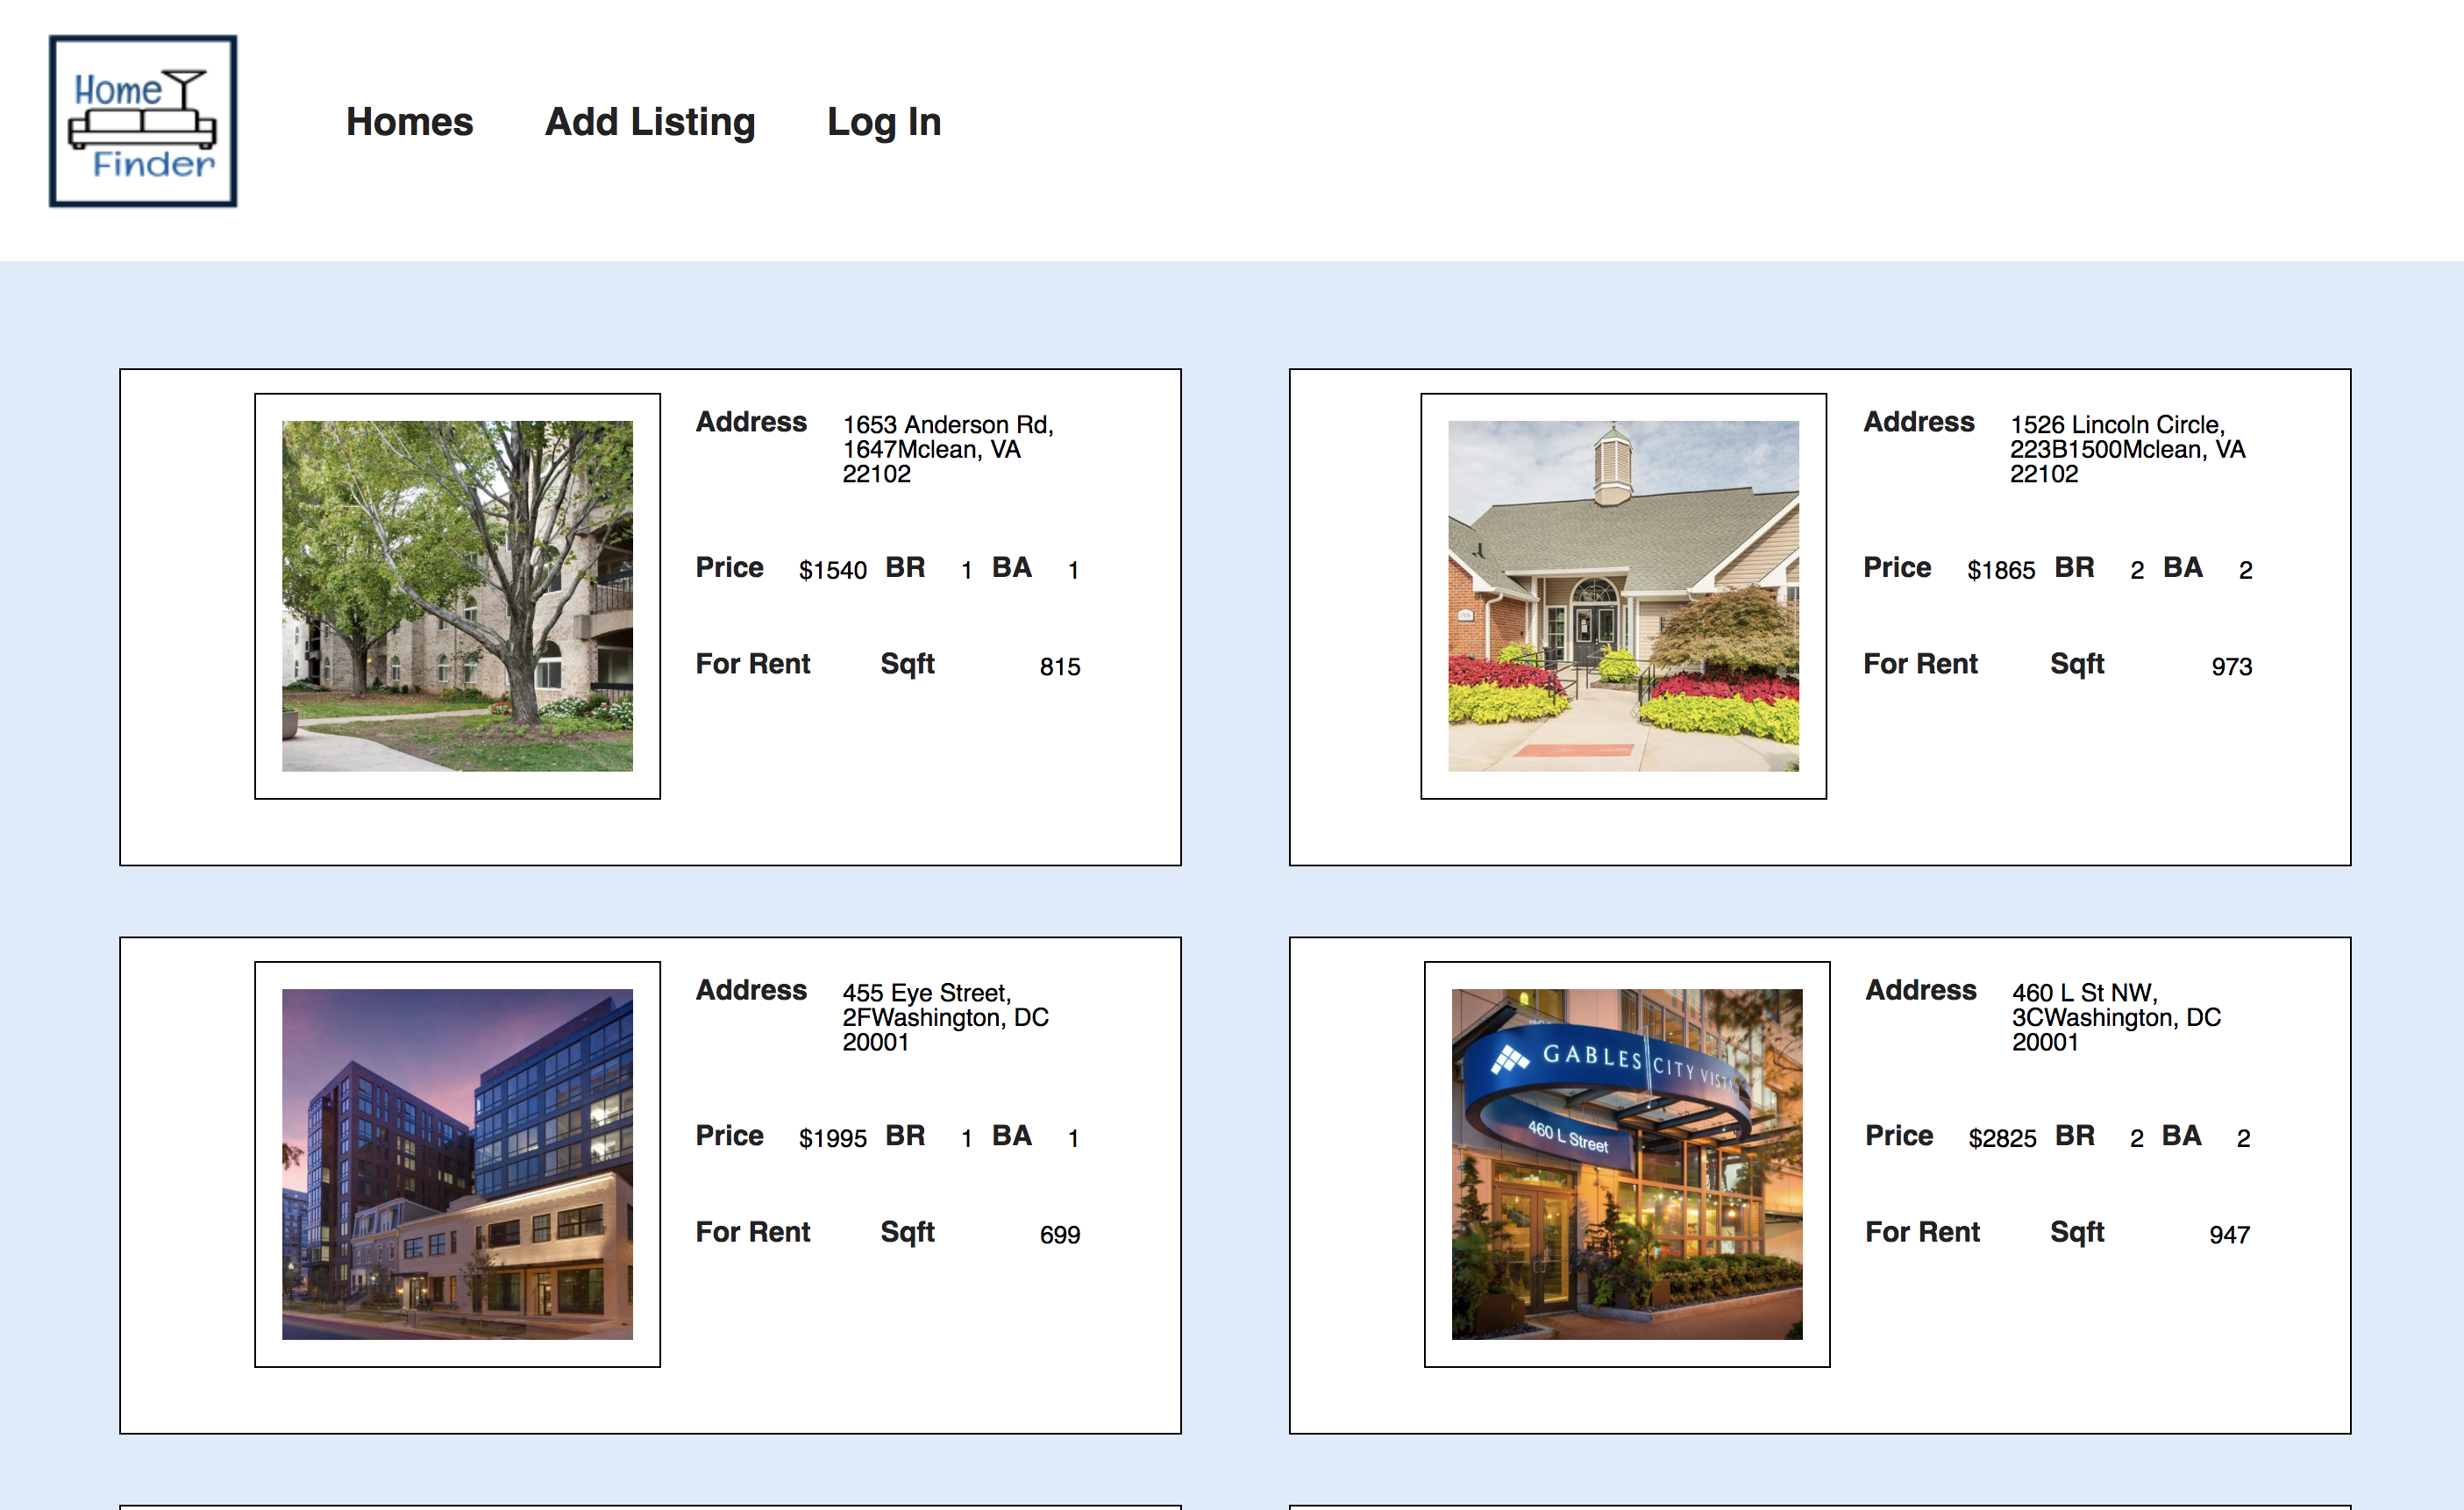 Home
Finder
Homes Add Listing Log In
Address 1653 Anderson Rd,
1647Mclean, VA
22102
Price $1540 BR 1 BA 1
For Rent Sqft 815
Address 1526 Lincoln Circle,
223B1500Mclean, VA
22102
Price $1865 BR 2 BA 2
For Rent Sqft 973
Address 455 Eye Street,
2FWashington, DC
20001
Price $1995 BR 1 BA 1
For Rent Sqft 699
GABLES CITY VISTA
460 L Street
Address 460 L St NW,
3CWashington, DC
20001
Price $2825 BR 2 BA 2
For Rent Sqft 947